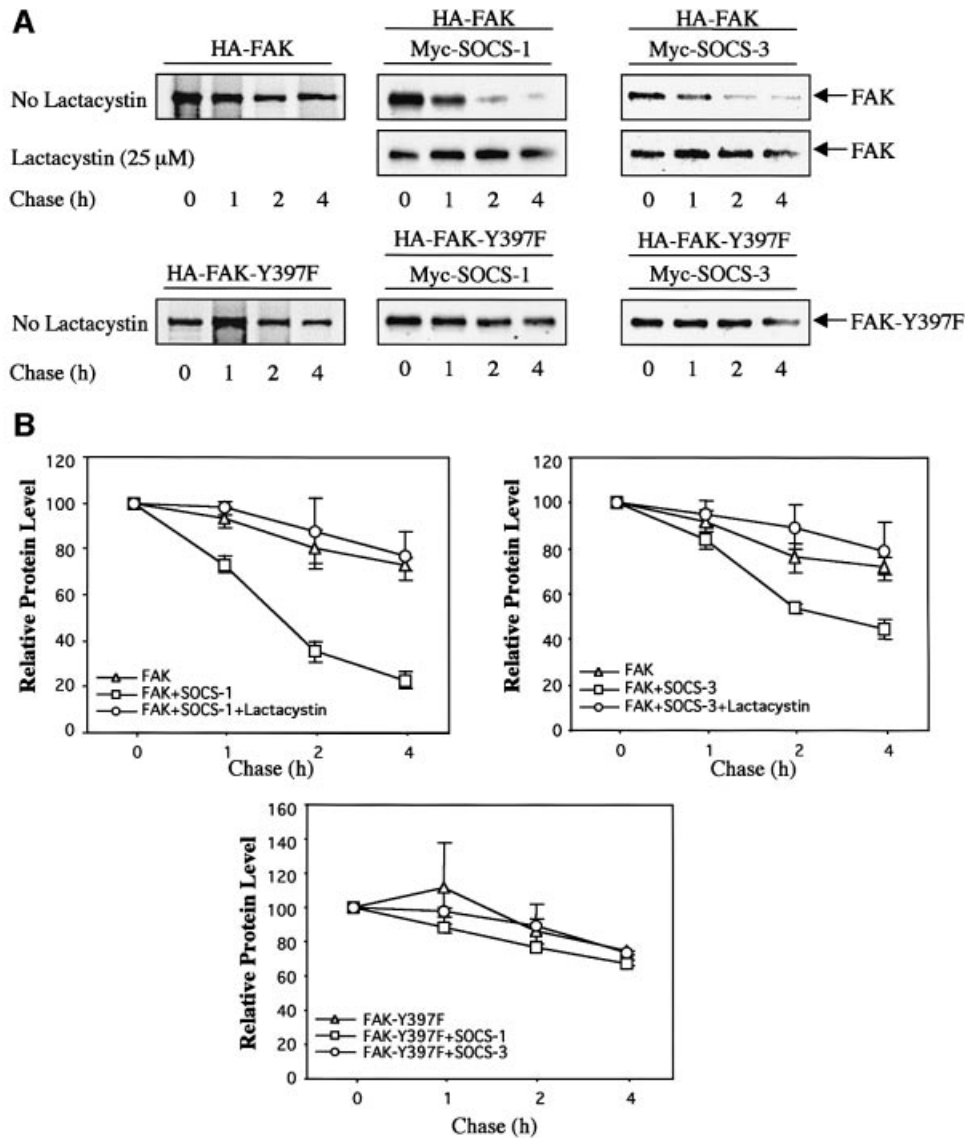 A
HA-FAK
HA-FAK
Myc-SOCS-1
HA-FAK
Myc-SOCS-3
No Lactacystin
FAK
Lactacystin (25 µM)
FAK
Chase (h) 0 1 2 4 0 1 2 4 0 1 2 4
HA-FAK-Y397F
HA-FAK-Y397F
Myc-SOCS-1
HA-FAK-Y397F
Myc-SOCS-3
No Lactacystin
FAK-Y397F
Chase (h) 0 1 2 4 0 1 2 4 0 1 2 4
B
Relative Protein Level
120
100
80
60
40
20
0
FAK
FAK+SOCS-1
FAK+SOCS-1+Lactacystin
0 1 2 4
Chase (h)
Relative Protein Level
120
100
80
60
40
20
0
FAK
FAK+SOCS-3
FAK+SOCS-3+Lactacystin
0 1 2 4
Chase (h)
Relative Protein Level
160
140
120
100
80
60
40
20
0
FAK-Y397F
FAK-Y397F+SOCS-1
FAK-Y397F+SOCS-3
0 1 2 4
Chase (h)